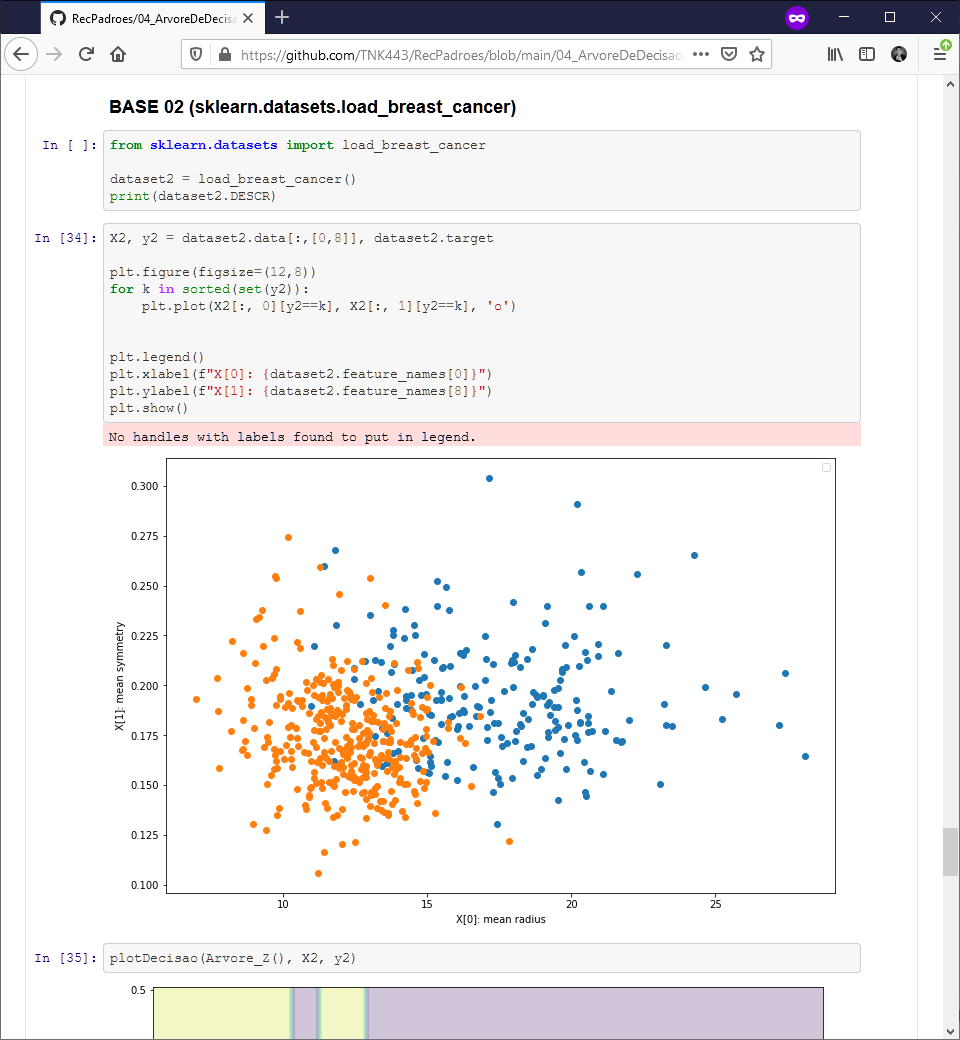 RecPadroes/04_ArvoreDeDecisa
https://github.com/TNK443/RecPadroes/blob/main/04_ArvoreDeDecisao
BASE 02 (sklearn.datasets.load_breast_cancer)
In [ ]:
from sklearn.datasets import load_breast_cancer
dataset2 = load_breast_cancer()
print(dataset2.DESCR)
In [34]:
X2, y2 = dataset2.data[:,[0,8]], dataset2.target
plt.figure(figsize=(12,8))
for k in sorted(set(y2)):
    plt.plot(X2[:, 0][y2==k], X2[:, 1][y2==k], 'o')
plt.legend()
plt.xlabel(f"X[0]: {dataset2.feature_names[0]}")
plt.ylabel(f"X[1]: {dataset2.feature_names[8]}")
plt.show()
No handles with labels found to put in legend.
0.300
0.275
0.250
0.225
0.200
0.175
0.150
0.125
0.100
X[1]: mean symmetry
10
15
20
25
X[0]: mean radius
In [35]:
plotDecisao(Arvore_Z(), X2, y2)
0.5